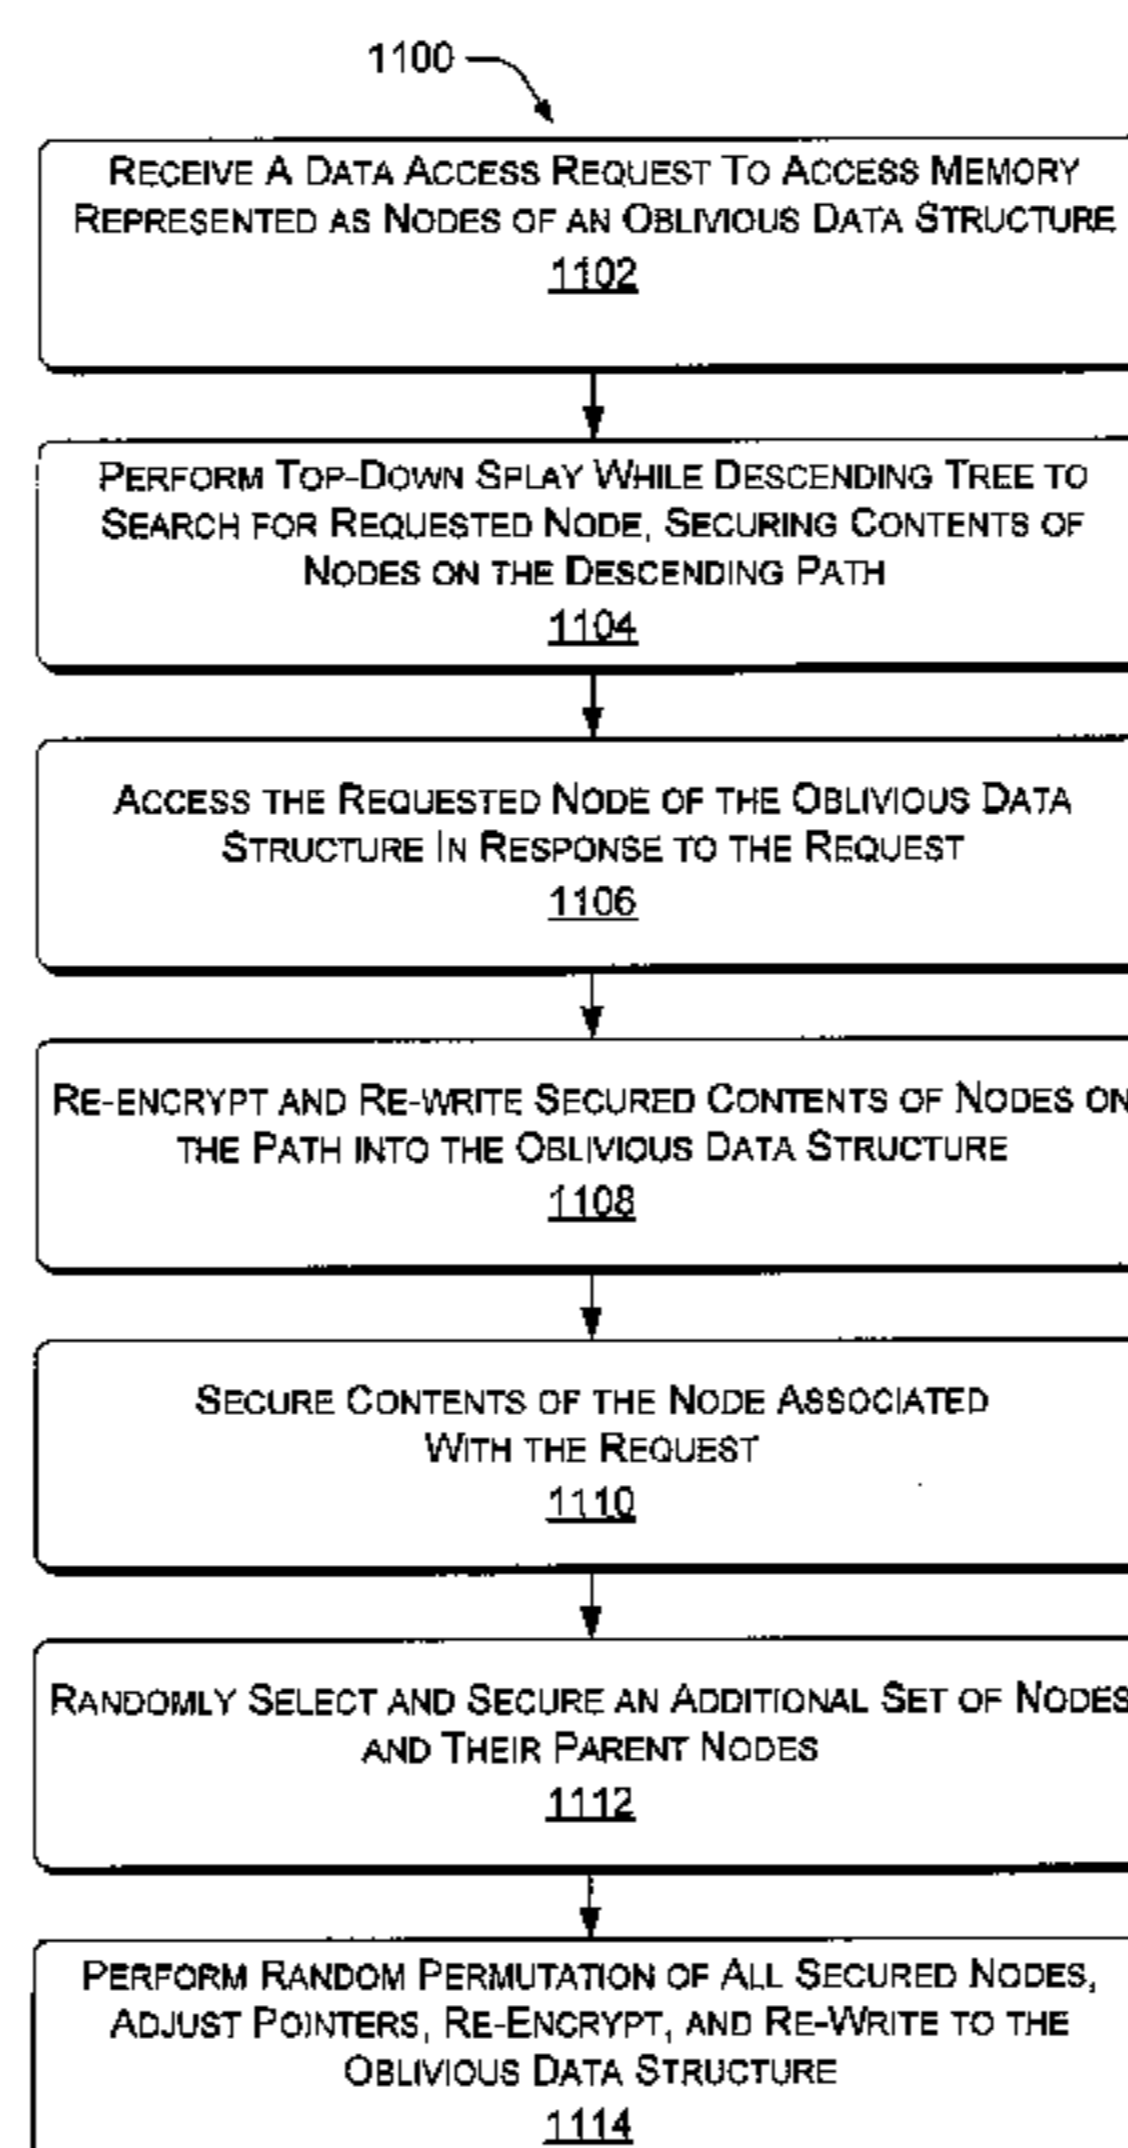 1100
RECEIVE A DATA ACCESS REQUEST TO ACCESS MEMORY
REPRESENTED AS NODES OF AN OBLIVIOUS DATA STRUCTURE
1102
PERFORM TOP-DOWN SPLAY WHILE DESCENDING TREE TO
SEARCH FOR REQUESTED NODE, SECURING CONTENTS OF
NODES ON THE DESCENDING PATH
1104
ACCESS THE REQUESTED NODE OF THE OBLIVIOUS DATA
STRUCTURE IN RESPONSE TO THE REQUEST
1106
RE-ENCRYPT AND RE-WRITE SECURED CONTENTS OF NODES ON
THE PATH INTO THE OBLIVIOUS DATA STRUCTURE
1108
SECURE CONTENTS OF THE NODE ASSOCIATED
WITH THE REQUEST
1110
RANDOMLY SELECT AND SECURE AN ADDITIONAL SET OF NODES
AND THEIR PARENT NODES
1112
PERFORM RANDOM PERMUTATION OF ALL SECURED NODES,
ADJUST POINTERS, RE-ENCRYPT, AND RE-WRITE TO THE
OBLIVIOUS DATA STRUCTURE
1114